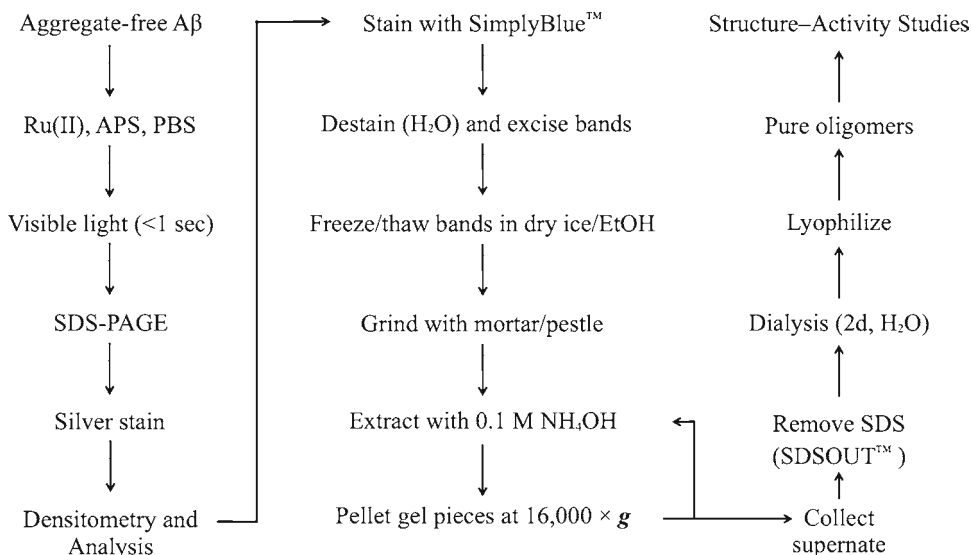 Aggregate-free Aβ
Ru(II), APS, PBS
Visible light (<1 sec)
SDS-PAGE
Silver stain
Densitometry and
Analysis
Stain with SimplyBlue™
Destain (H₂O) and excise bands
Freeze/thaw bands in dry ice/EtOH
Grind with mortar/pestle
Extract with 0.1 M NH₄OH
Pellet gel pieces at 16,000 × g
Collect
supernate
Remove SDS
(SDSOUT™ )
Dialysis (2d, H₂O)
Lyophilize
Pure oligomers
Structure–Activity Studies